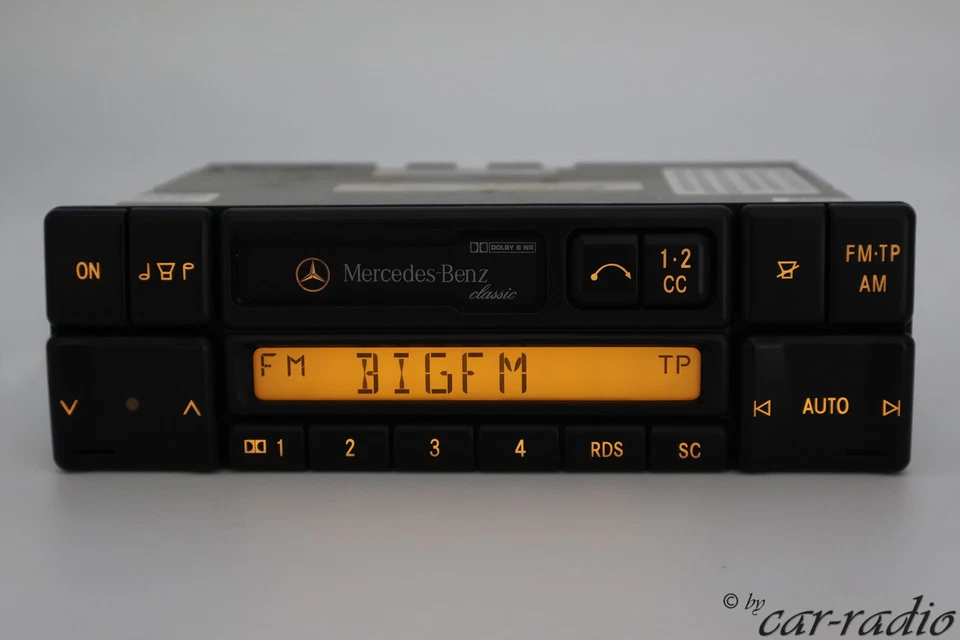 ON
DOLBY B NR
Mercedes-Benz
classic
1·2
CC
FM·TP
AM
FM BIGFM TP
AUTO
1 2 3 4 RDS SC
© by
car-radio